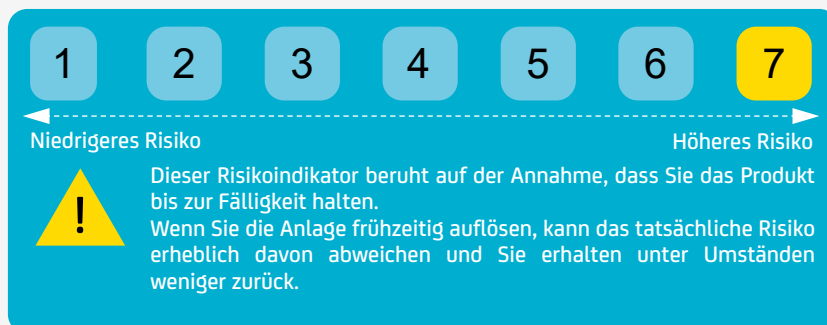 1 2 3 4 5 6 7
Niedrigeres Risiko Höheres Risiko
!
Dieser Risikoindikator beruht auf der Annahme, dass Sie das Produkt
bis zur Fälligkeit halten.
Wenn Sie die Anlage frühzeitig auflösen, kann das tatsächliche Risiko
erheblich davon abweichen und Sie erhalten unter Umständen
weniger zurück.